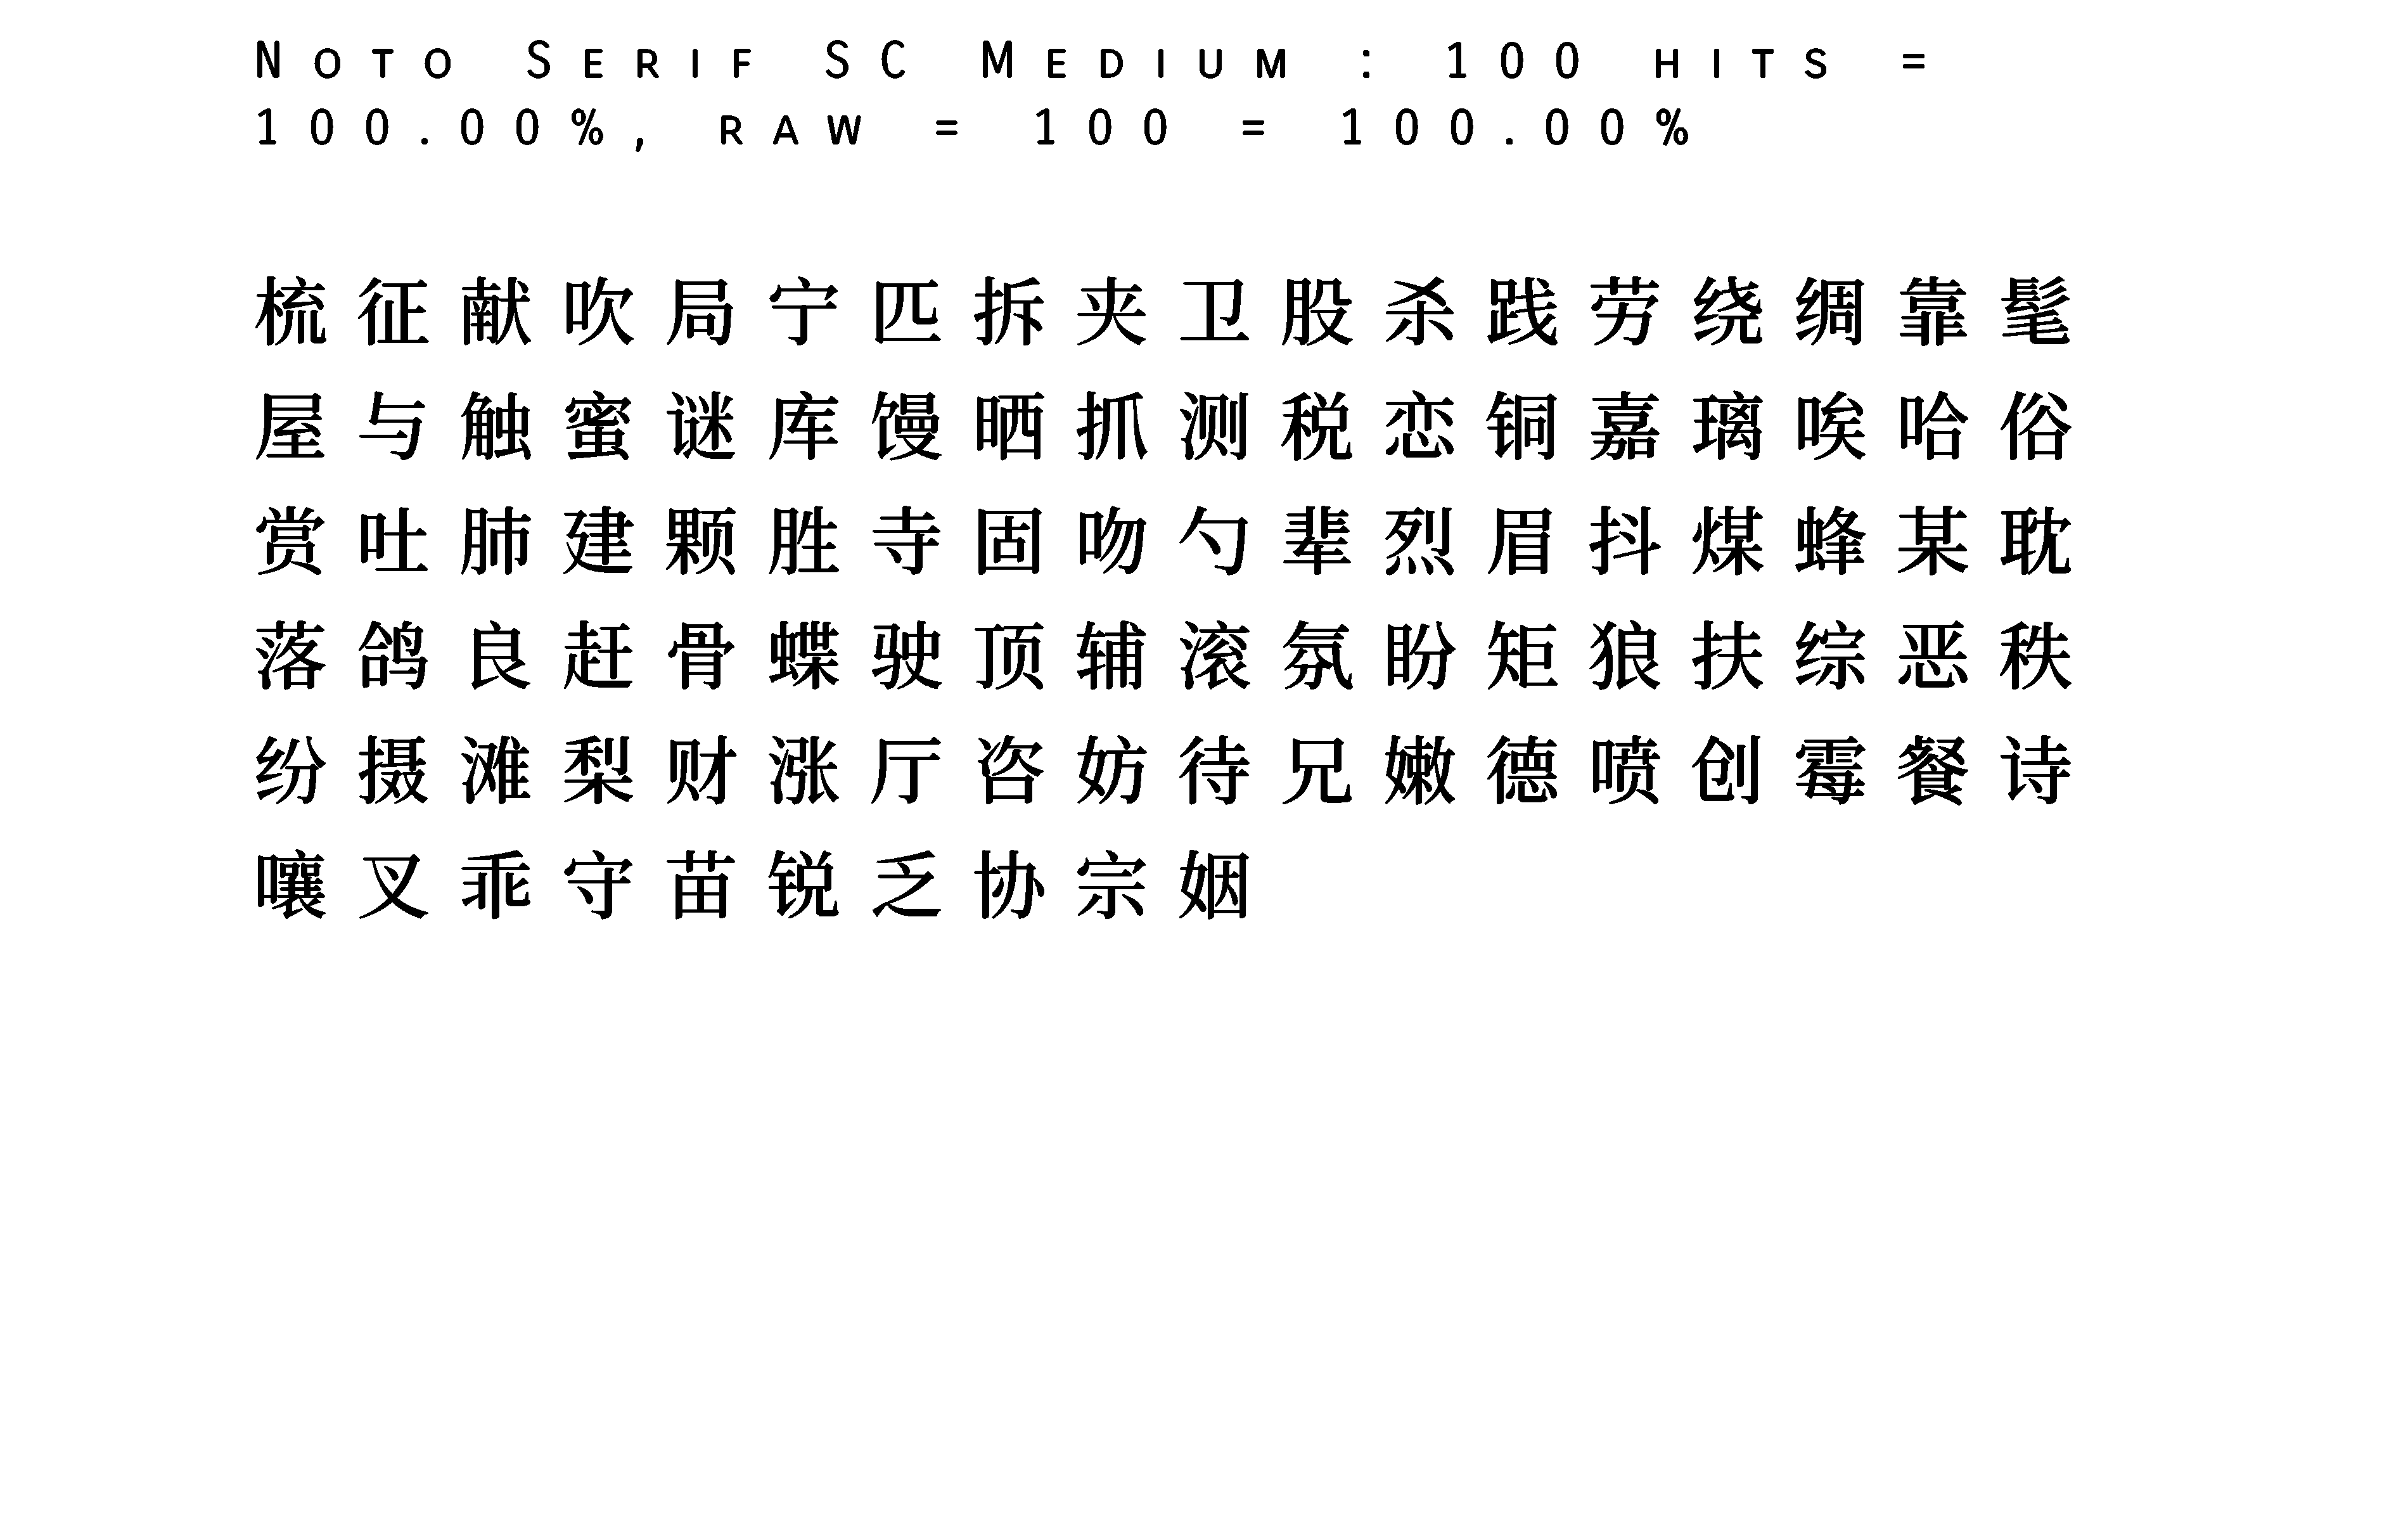 Noto Serif SC Medium : 100 hits =
100.00%, raw = 100 = 100.00%
梳征献吹局宁匹拆夹卫股杀践劳绕绸靠髦
屋与触蜜谜库馒晒抓测税恋铜嘉璃唉哈俗
赏吐肺建颗胜寺固吻勺辈烈眉抖煤蜂某耽
落鸽良赶骨蝶驶顶辅滚氛盼矩狼扶综恶秩
纷摄滩梨财涨厅咨妨待兄嫩德喷创霉餐诗
嚷叉乖守苗锐乏协宗姻